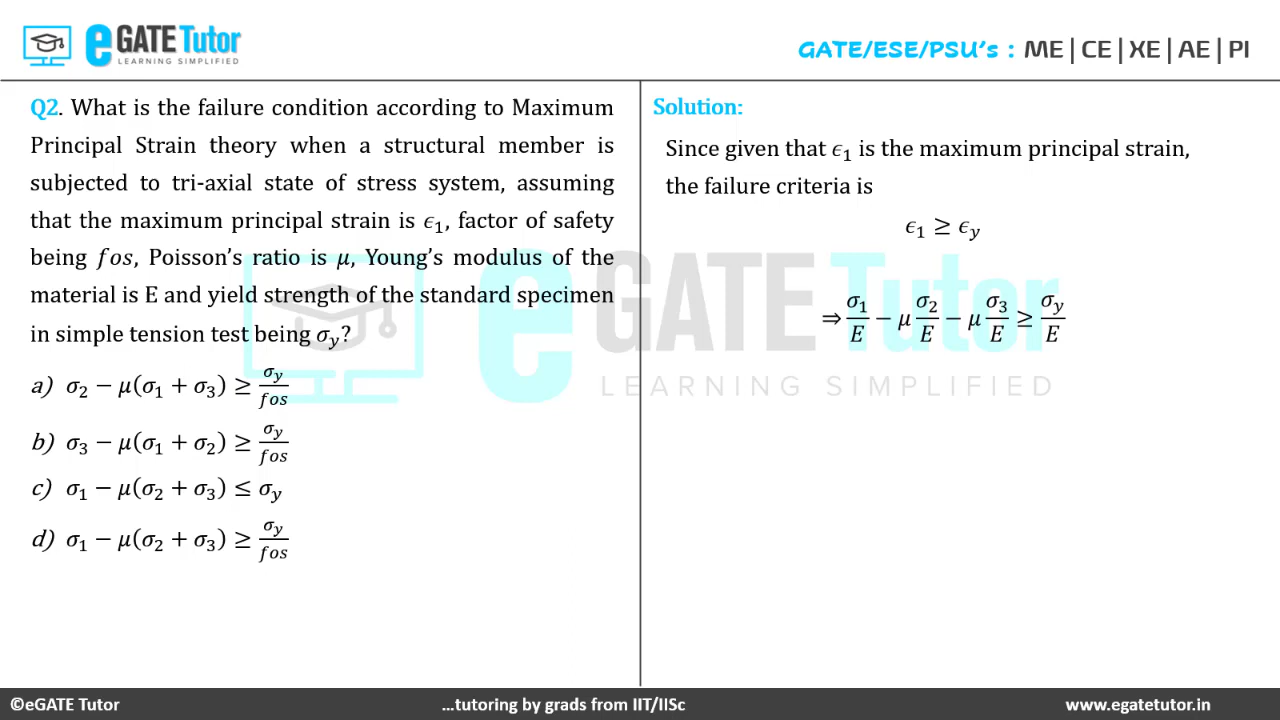 e GATE Tutor
LEARNING SIMPLIFIED
GATE/ESE/PSU's : ME | CE | XE | AE | PI
Q2. What is the failure condition according to Maximum
Principal Strain theory when a structural member is
subjected to tri-axial state of stress system, assuming
that the maximum principal strain is ϵ₁, factor of safety
being fos, Poisson's ratio is μ, Young's modulus of the
material is E and yield strength of the standard specimen
in simple tension test being σ_y?
a) σ₂ − μ(σ₁ + σ₃) ≥ σ_y/fos
b) σ₃ − μ(σ₁ + σ₂) ≥ σ_y/fos
c) σ₁ − μ(σ₂ + σ₃) ≤ σ_y
d) σ₁ − μ(σ₂ + σ₃) ≥ σ_y/fos
Solution:
Since given that ϵ₁ is the maximum principal strain,
the failure criteria is
ϵ₁ ≥ ϵ_y
⇒ σ₁/E − μ σ₂/E − μ σ₃/E ≥ σ_y/E
e GATE Tutor
LEARNING SIMPLIFIED
©eGATE Tutor
...tutoring by grads from IIT/IISc
www.egatetutor.in